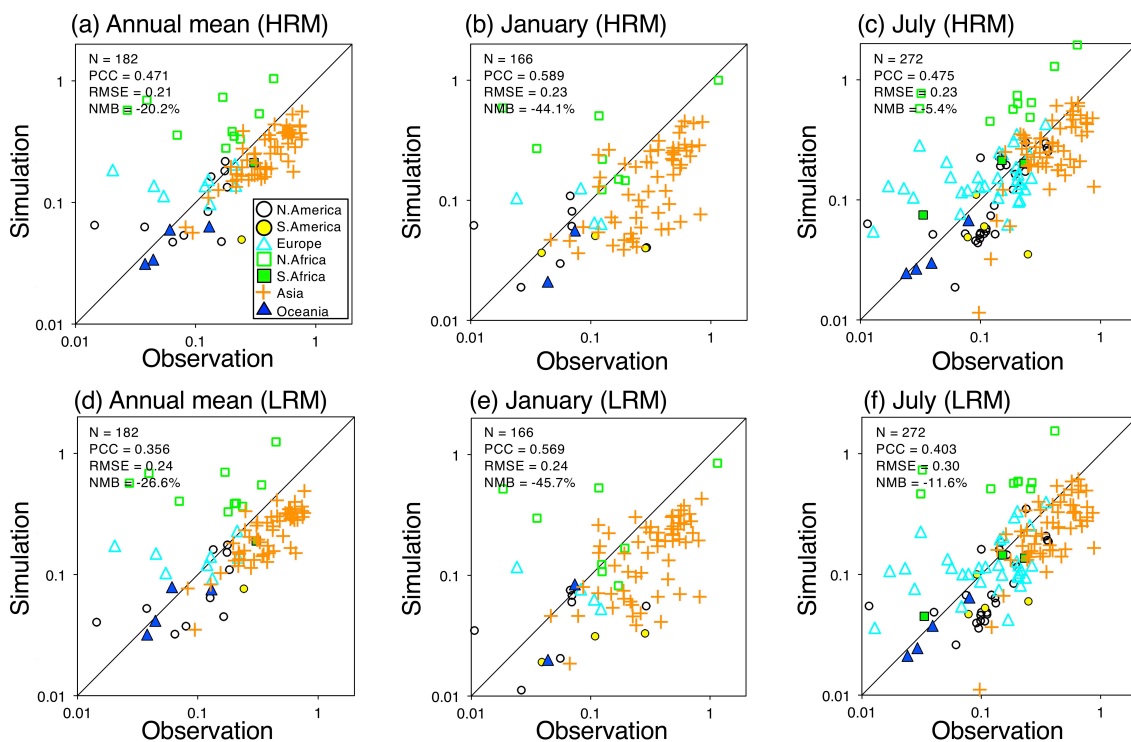 (a) Annual mean (HRM)
N = 182
PCC = 0.471
RMSE = 0.21
NMB = -20.2%
1
0.1
0.01
Simulation
N.America
S.America
Europe
N.Africa
S.Africa
Asia
Oceania
0.01
0.1
1
Observation
(b) January (HRM)
N = 166
PCC = 0.589
RMSE = 0.23
NMB = -44.1%
1
0.1
0.01
Simulation
0.01
0.1
1
Observation
(c) July (HRM)
N = 272
PCC = 0.475
RMSE = 0.23
NMB = -5.4%
1
0.1
0.01
Simulation
0.01
0.1
1
Observation
(d) Annual mean (LRM)
N = 182
PCC = 0.356
RMSE = 0.24
NMB = -26.6%
1
0.1
0.01
Simulation
0.01
0.1
1
Observation
(e) January (LRM)
N = 166
PCC = 0.569
RMSE = 0.24
NMB = -45.7%
1
0.1
0.01
Simulation
0.01
0.1
1
Observation
(f) July (LRM)
N = 272
PCC = 0.403
RMSE = 0.30
NMB = -11.6%
1
0.1
0.01
Simulation
0.01
0.1
1
Observation